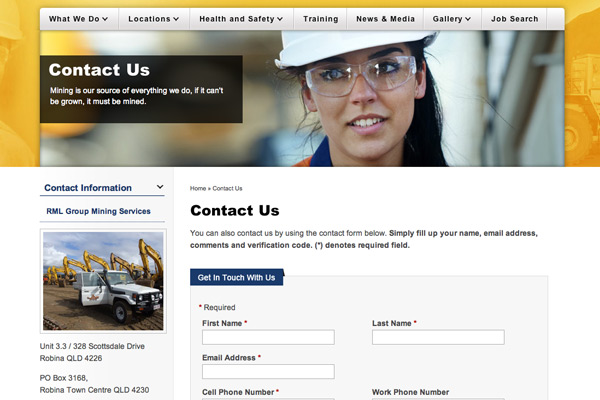 What We Do
Locations
Health and Safety
Training
News & Media
Gallery
Job Search
Contact Us
Mining is our source of everything we do, if it can't
be grown, it must be mined.
Contact Information
RML Group Mining Services
Unit 3.3 / 328 Scottsdale Drive
Robina QLD 4226
PO Box 3168,
Robina Town Centre QLD 4230
Home » Contact Us
Contact Us
You can also contact us by using the contact form below. Simply fill up your name, email address,
comments and verification code. (*) denotes required field.
Get In Touch With Us
* Required
First Name *
Last Name *
Email Address *
Cell Phone Number *
Work Phone Number